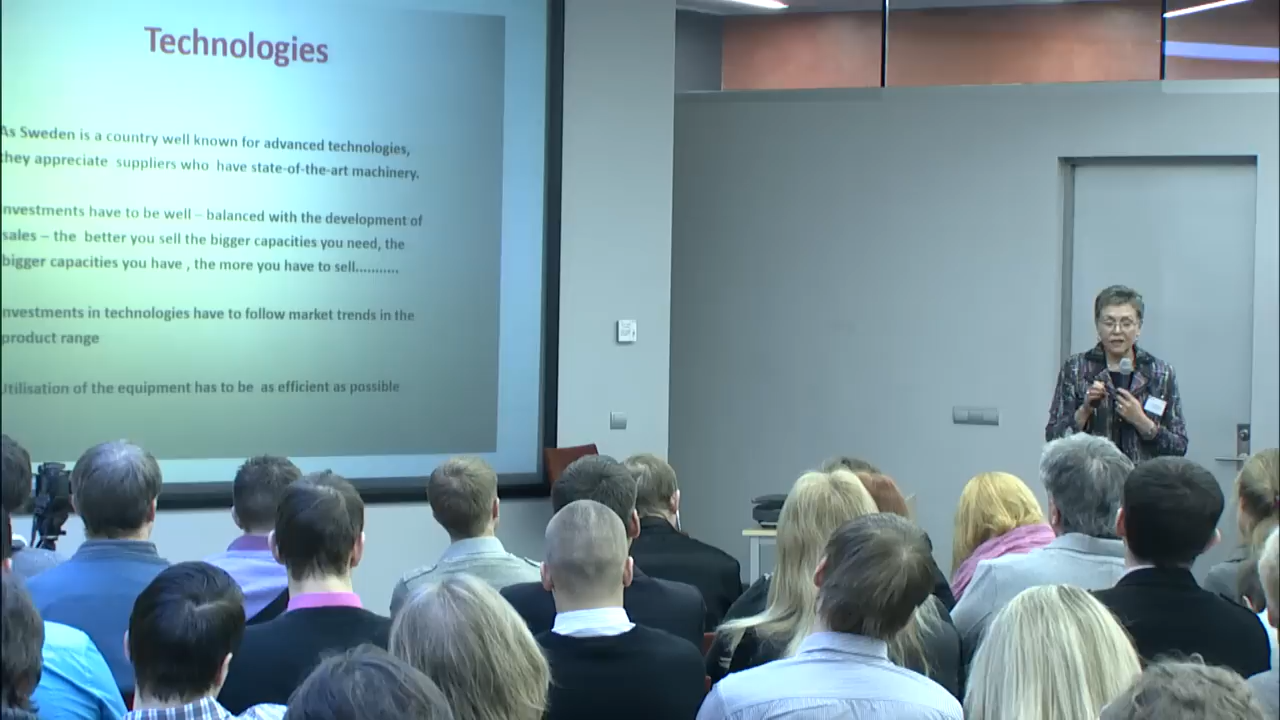 Technologies
As Sweden is a country well known for advanced technologies,
they appreciate suppliers who have state-of-the-art machinery.
nvestments have to be well – balanced with the development of
sales – the better you sell the bigger capacities you need, the
bigger capacities you have , the more you have to sell...........
nvestments in technologies have to follow market trends in the
product range
Utilisation of the equipment has to be as efficient as possible